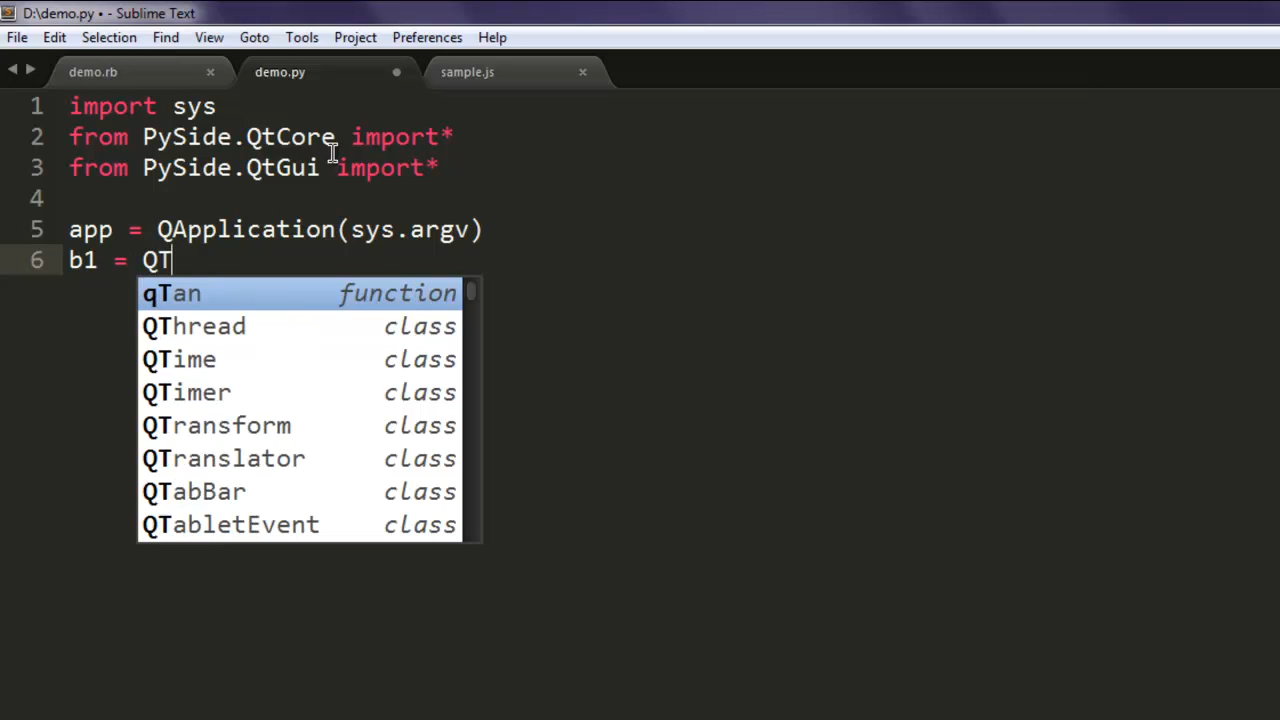 D:\demo.py • - Sublime Text
File Edit Selection Find View Goto Tools Project Preferences Help
demo.rb × demo.py sample.js ×
1 import sys
2 from PySide.QtCore import*
3 from PySide.QtGui import*
4
5 app = QApplication(sys.argv)
6 b1 = QT
qTan function
QThread class
QTime class
QTimer class
QTransform class
QTranslator class
QTabBar class
QTabletEvent class